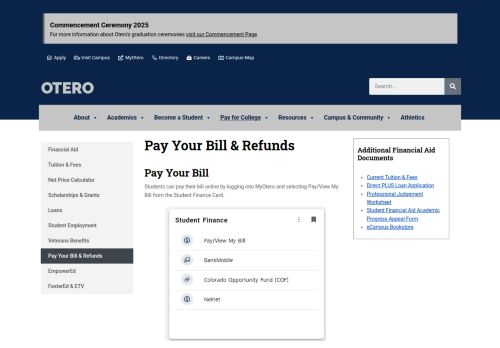 Commencement Ceremony 2025
For more information about Otero's graduation ceremonies visit our Commencement Page
Apply Visit Campus MyOtero Directory Careers Campus Map
OTERO
Search...
About Academics Become a Student Pay for College Resources Campus & Community Athletics
Financial Aid
Tuition & Fees
Net Price Calculator
Scholarships & Grants
Loans
Student Employment
Veterans Benefits
Pay Your Bill & Refunds
EmpowerEd
FosterEd & ETV
Pay Your Bill & Refunds
Pay Your Bill
Students can pay their bill online by logging into MyOtero and selecting Pay/View My
Bill from the Student Finance Card.
Student Finance
Pay/View My Bill
BankMobile
Colorado Opportunity Fund (COF)
Nelnet
Additional Financial Aid
Documents
Current Tuition & Fees
Direct PLUS Loan Application
Professional Judgement
Worksheet
Student Financial Aid Academic
Progress Appeal Form
eCampus Bookstore